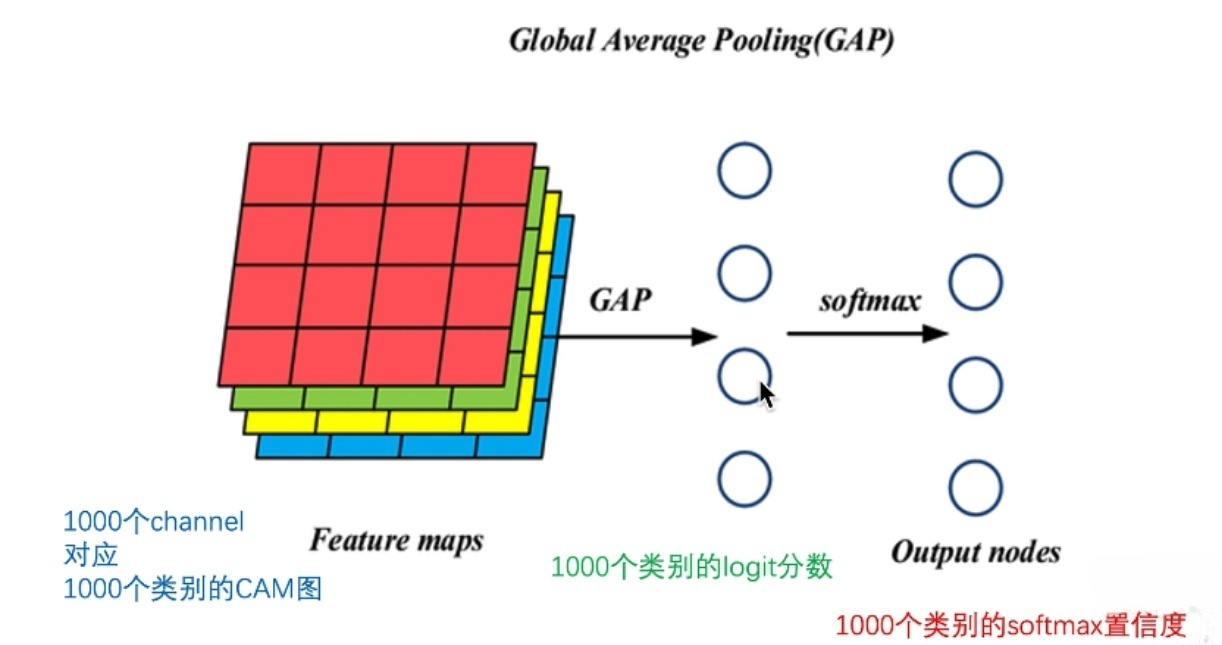 Global Average Pooling(GAP)
GAP
softmax
1000个channel
对应
1000个类别的CAM图
Feature maps
1000个类别的logit分数
Output nodes
1000个类别的softmax置信度